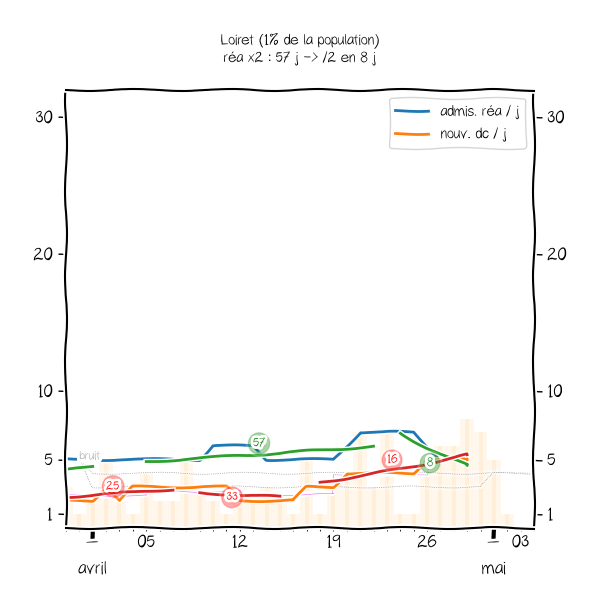 Loiret (1% de la population)
réa x2 : 57 j -> /2 en 8 j
admis. réa / j
nouv. dc / j
30
30
20
20
10
10
57
bruit
5
16
8
5
25
33
1
1
05
12
19
26
03
avril
mai